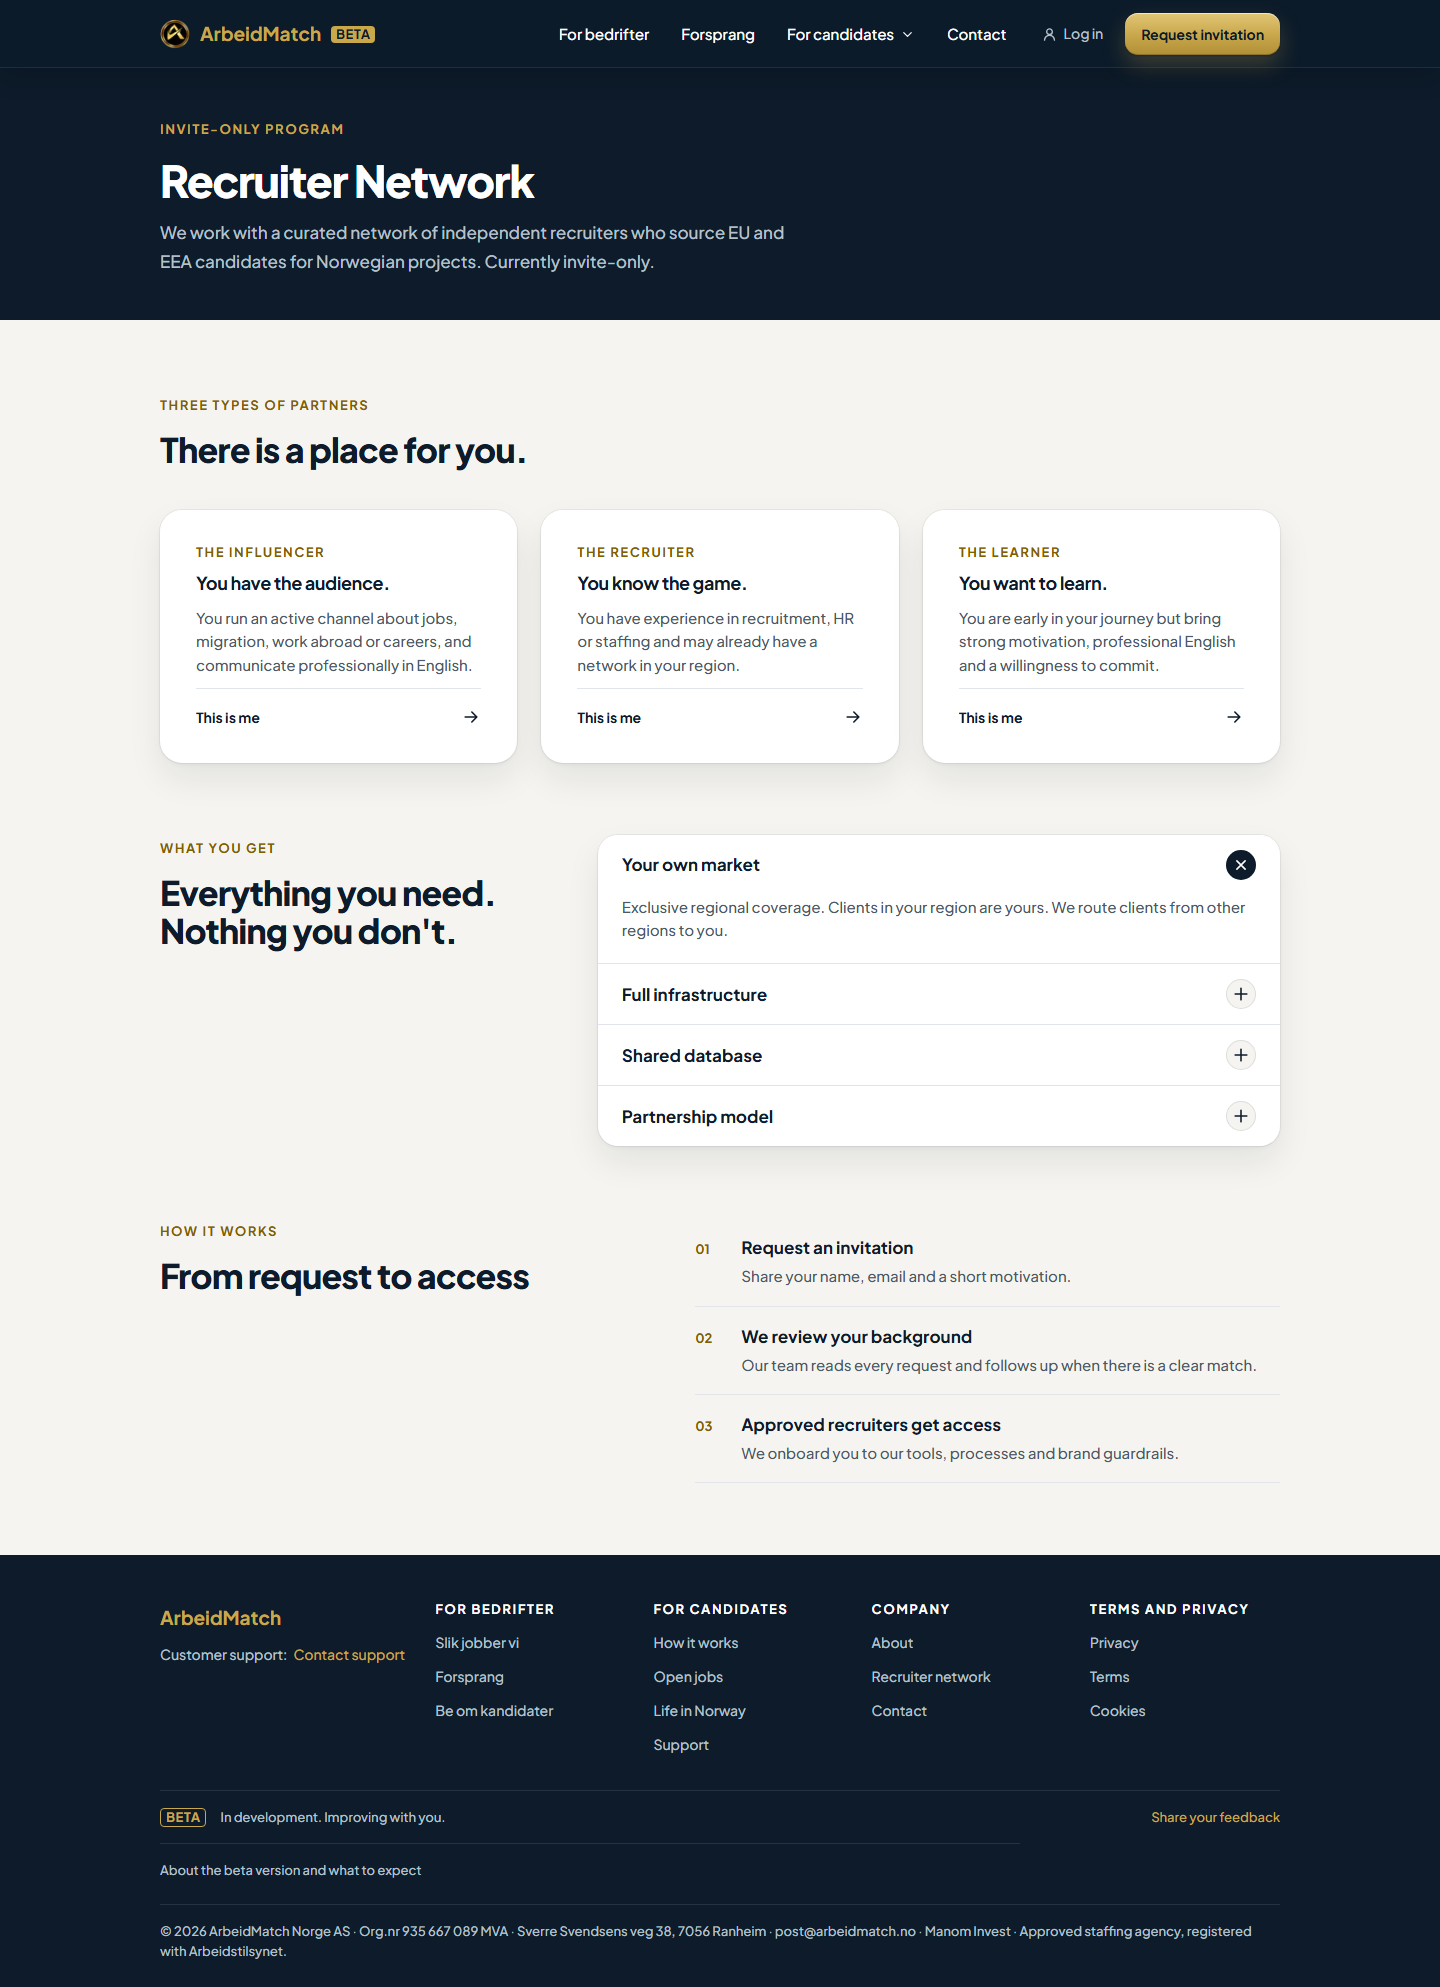 ArbeidMatch BETA
For bedrifter
Forsprang
For candidates
Contact
Log in
Request invitation
INVITE-ONLY PROGRAM
Recruiter Network
We work with a curated network of independent recruiters who source EU and
EEA candidates for Norwegian projects. Currently invite-only.
THREE TYPES OF PARTNERS
There is a place for you.
THE INFLUENCER
You have the audience.
You run an active channel about jobs,
migration, work abroad or careers, and
communicate professionally in English.
This is me
THE RECRUITER
You know the game.
You have experience in recruitment, HR
or staffing and may already have a
network in your region.
This is me
THE LEARNER
You want to learn.
You are early in your journey but bring
strong motivation, professional English
and a willingness to commit.
This is me
WHAT YOU GET
Everything you need.
Nothing you don't.
Your own market
Exclusive regional coverage. Clients in your region are yours. We route clients from other
regions to you.
Full infrastructure
Shared database
Partnership model
HOW IT WORKS
From request to access
01
Request an invitation
Share your name, email and a short motivation.
02
We review your background
Our team reads every request and follows up when there is a clear match.
03
Approved recruiters get access
We onboard you to our tools, processes and brand guardrails.
ArbeidMatch
Customer support: Contact support
FOR BEDRIFTER
Slik jobber vi
Forsprang
Be om kandidater
FOR CANDIDATES
How it works
Open jobs
Life in Norway
Support
COMPANY
About
Recruiter network
Contact
TERMS AND PRIVACY
Privacy
Terms
Cookies
BETA In development. Improving with you.
Share your feedback
About the beta version and what to expect
© 2026 ArbeidMatch Norge AS · Org.nr 935 667 089 MVA · Sverre Svendsens veg 38, 7056 Ranheim · post@arbeidmatch.no · Manom Invest · Approved staffing agency, registered
with Arbeidstilsynet.